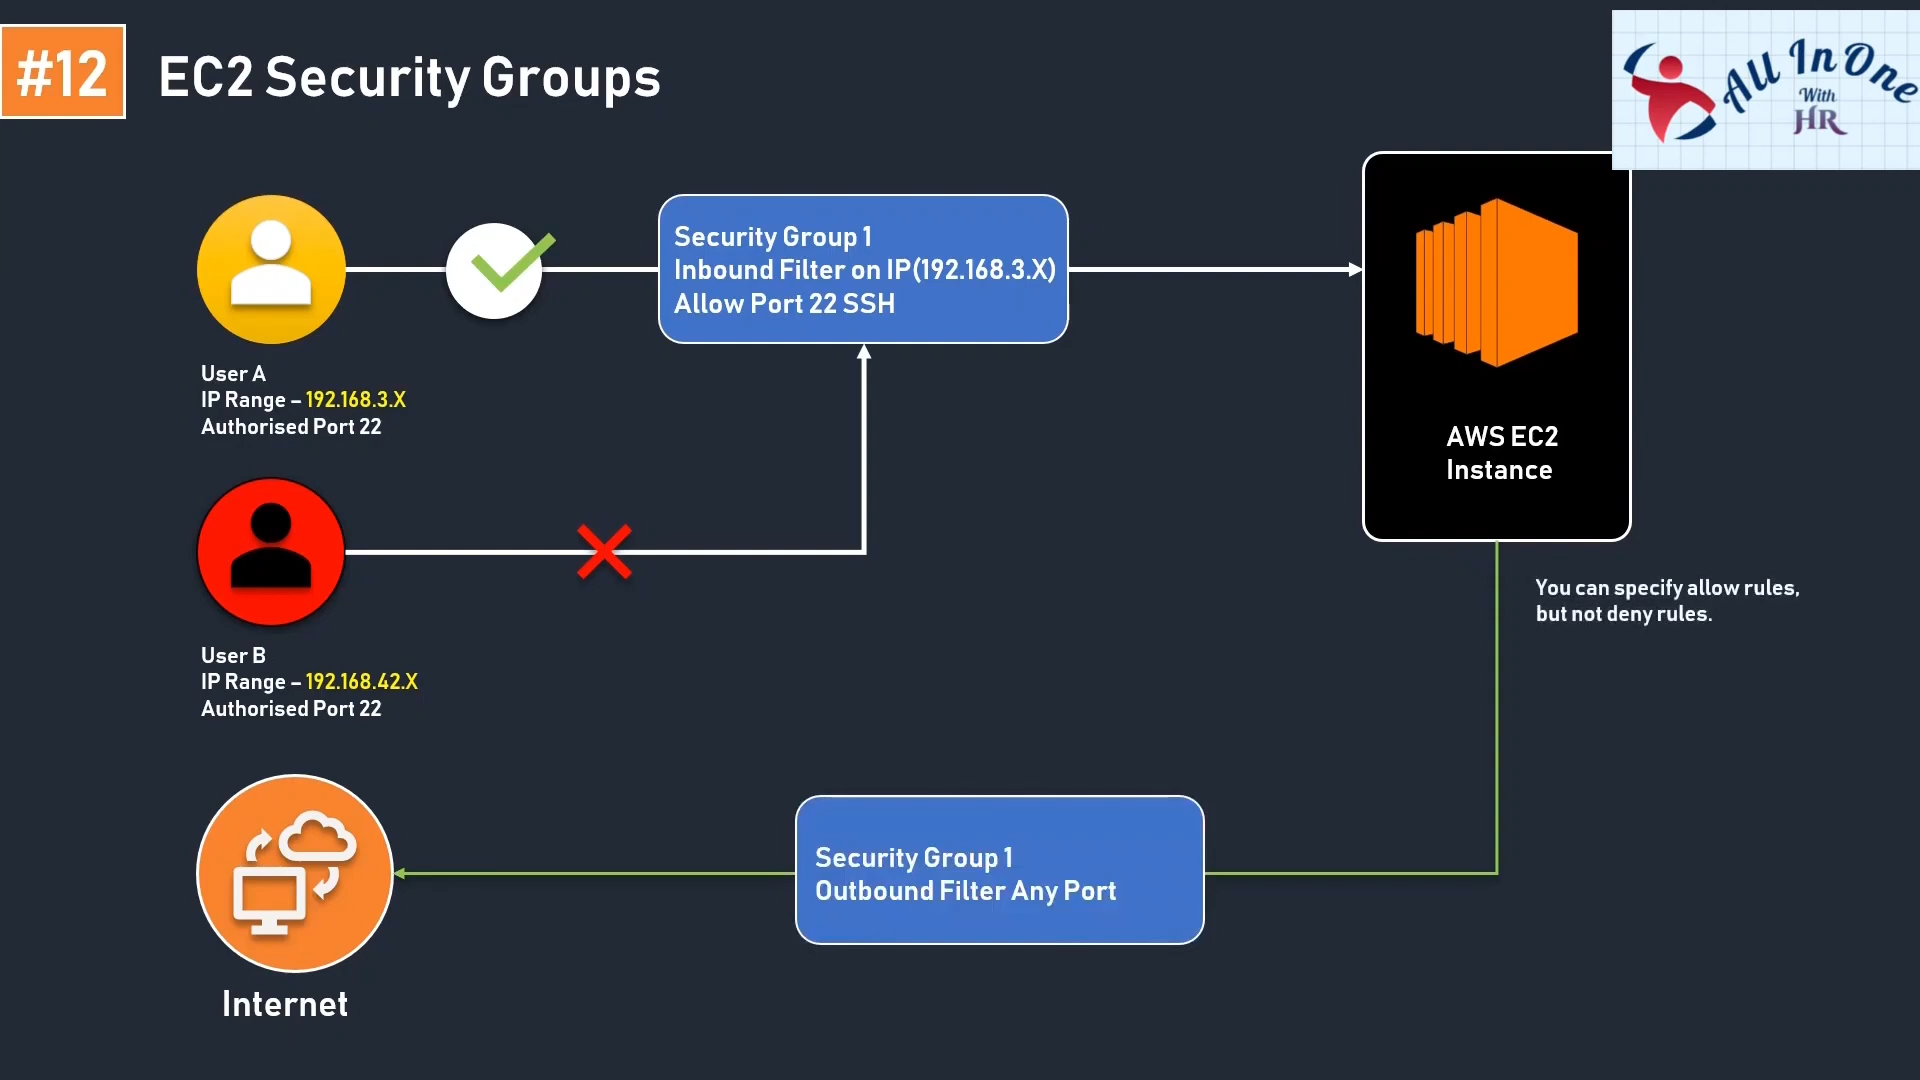 #12
EC2 Security Groups
All In One
With
HR
Security Group 1
Inbound Filter on IP(192.168.3.X)
Allow Port 22 SSH
User A
IP Range – 192.168.3.X
Authorised Port 22
AWS EC2
Instance
You can specify allow rules,
but not deny rules.
User B
IP Range – 192.168.42.X
Authorised Port 22
Security Group 1
Outbound Filter Any Port
Internet